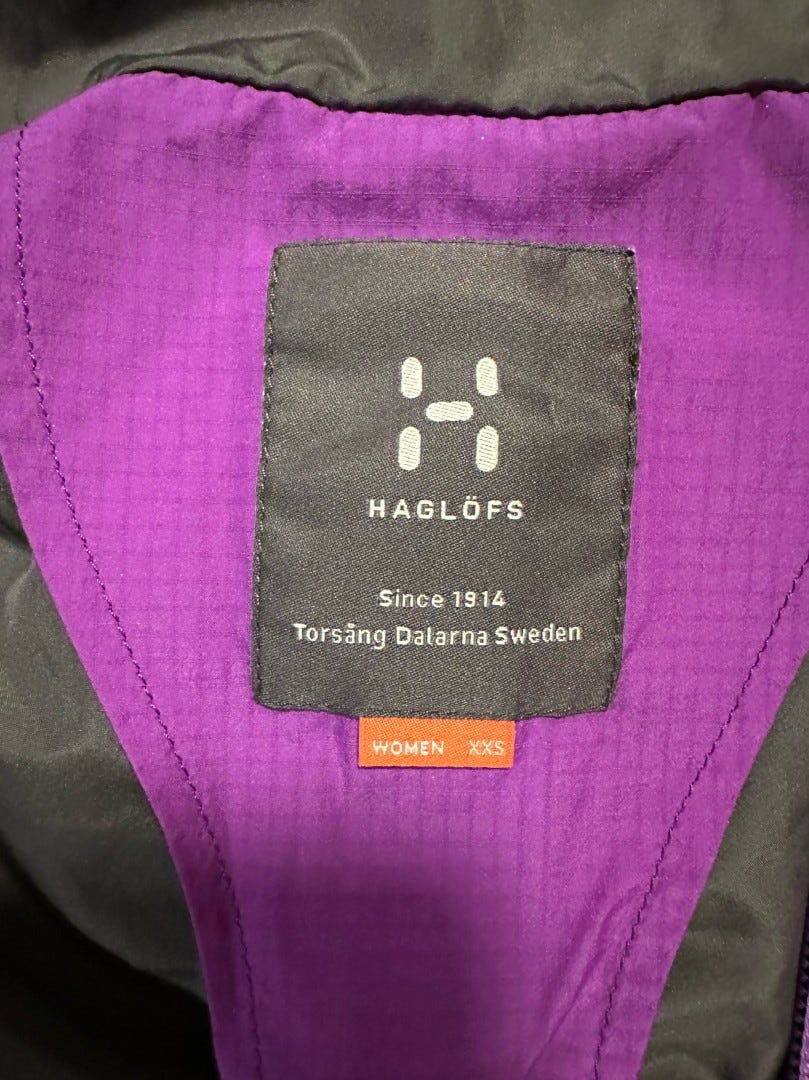 HAGLÖFS
Since 1914
Torsång Dalarna Sweden
WOMEN XXS